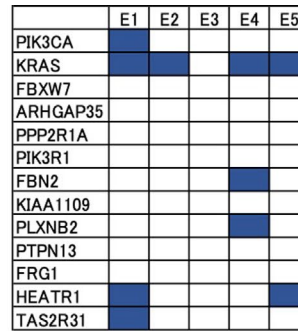 E1 E2 E3 E4 E5
PIK3CA
KRAS
FBXW7
ARHGAP35
PPP2R1A
PIK3R1
FBN2
KIAA1109
PLXNB2
PTPN13
FRG1
HEATR1
TAS2R31